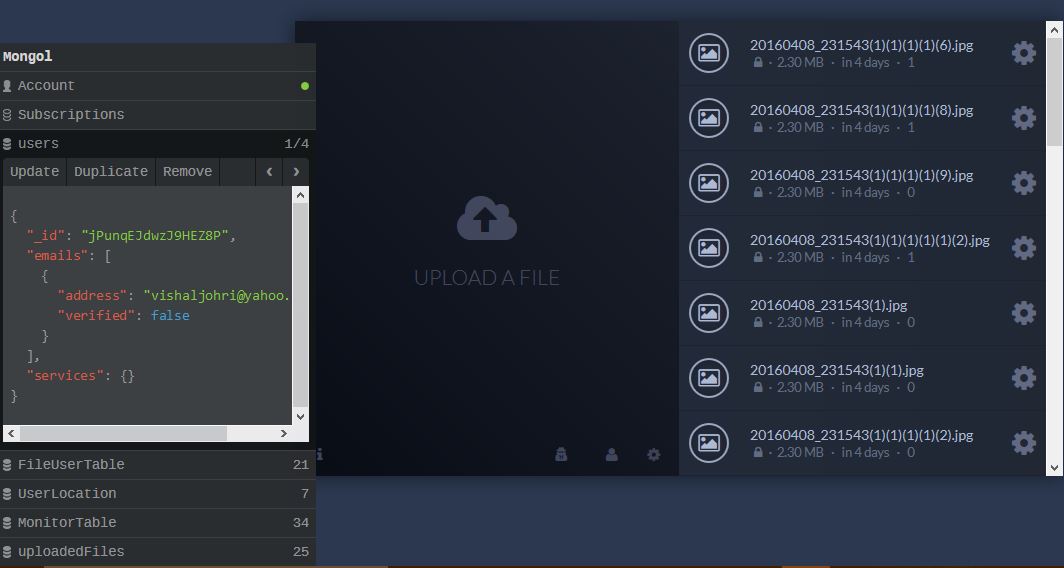 Mongol
Account
Subscriptions
users 1/4
Update Duplicate Remove ‹ ›
{
"_id": "jPunqEJdwzJ9HEZ8P",
"emails": [
{
"address": "vishaljohri@yahoo.
"verified": false
}
],
"services": {}
}
FileUserTable 21
UserLocation 7
MonitorTable 34
uploadedFiles 25
UPLOAD A FILE
20160408_231543(1)(1)(1)(1)(6).jpg
· 2.30 MB · in 4 days · 1
20160408_231543(1)(1)(1)(1)(8).jpg
· 2.30 MB · in 4 days · 1
20160408_231543(1)(1)(1)(1)(9).jpg
· 2.30 MB · in 4 days · 0
20160408_231543(1)(1)(1)(1)(1)(2).jpg
· 2.30 MB · in 4 days · 1
20160408_231543(1).jpg
· 2.30 MB · in 4 days · 0
20160408_231543(1)(1).jpg
· 2.30 MB · in 4 days · 0
20160408_231543(1)(1)(1)(1)(2).jpg
· 2.30 MB · in 4 days · 0